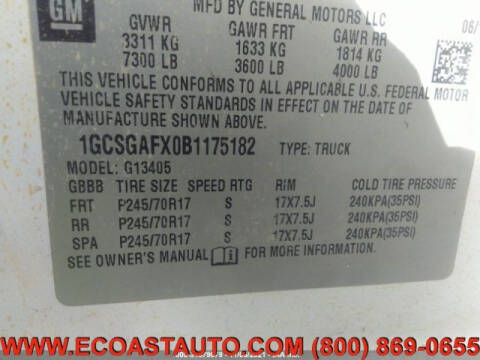 GM
MFD BY GENERAL MOTORS LLC
06/
GVWR GAWR FRT GAWR RR
3311 KG 1633 KG 1814 KG
7300 LB 3600 LB 4000 LB
THIS VEHICLE CONFORMS TO ALL APPLICABLE U.S. FEDERAL MOTOR
VEHICLE SAFETY STANDARDS IN EFFECT ON THE DATE OF
MANUFACTURE SHOWN ABOVE.
1GCSGAFX0B1175182 TYPE: TRUCK
MODEL: G13405
GBBB TIRE SIZE SPEED RTG RIM COLD TIRE PRESSURE
FRT P245/70R17 S 17X7.5J 240KPA(35PSI)
RR P245/70R17 S 17X7.5J 240KPA(35PSI)
SPA P245/70R17 S 17X7.5J 240KPA(35PSI)
SEE OWNER'S MANUAL FOR MORE INFORMATION.
WWW.ECOASTAUTO.COM (800) 869-0655